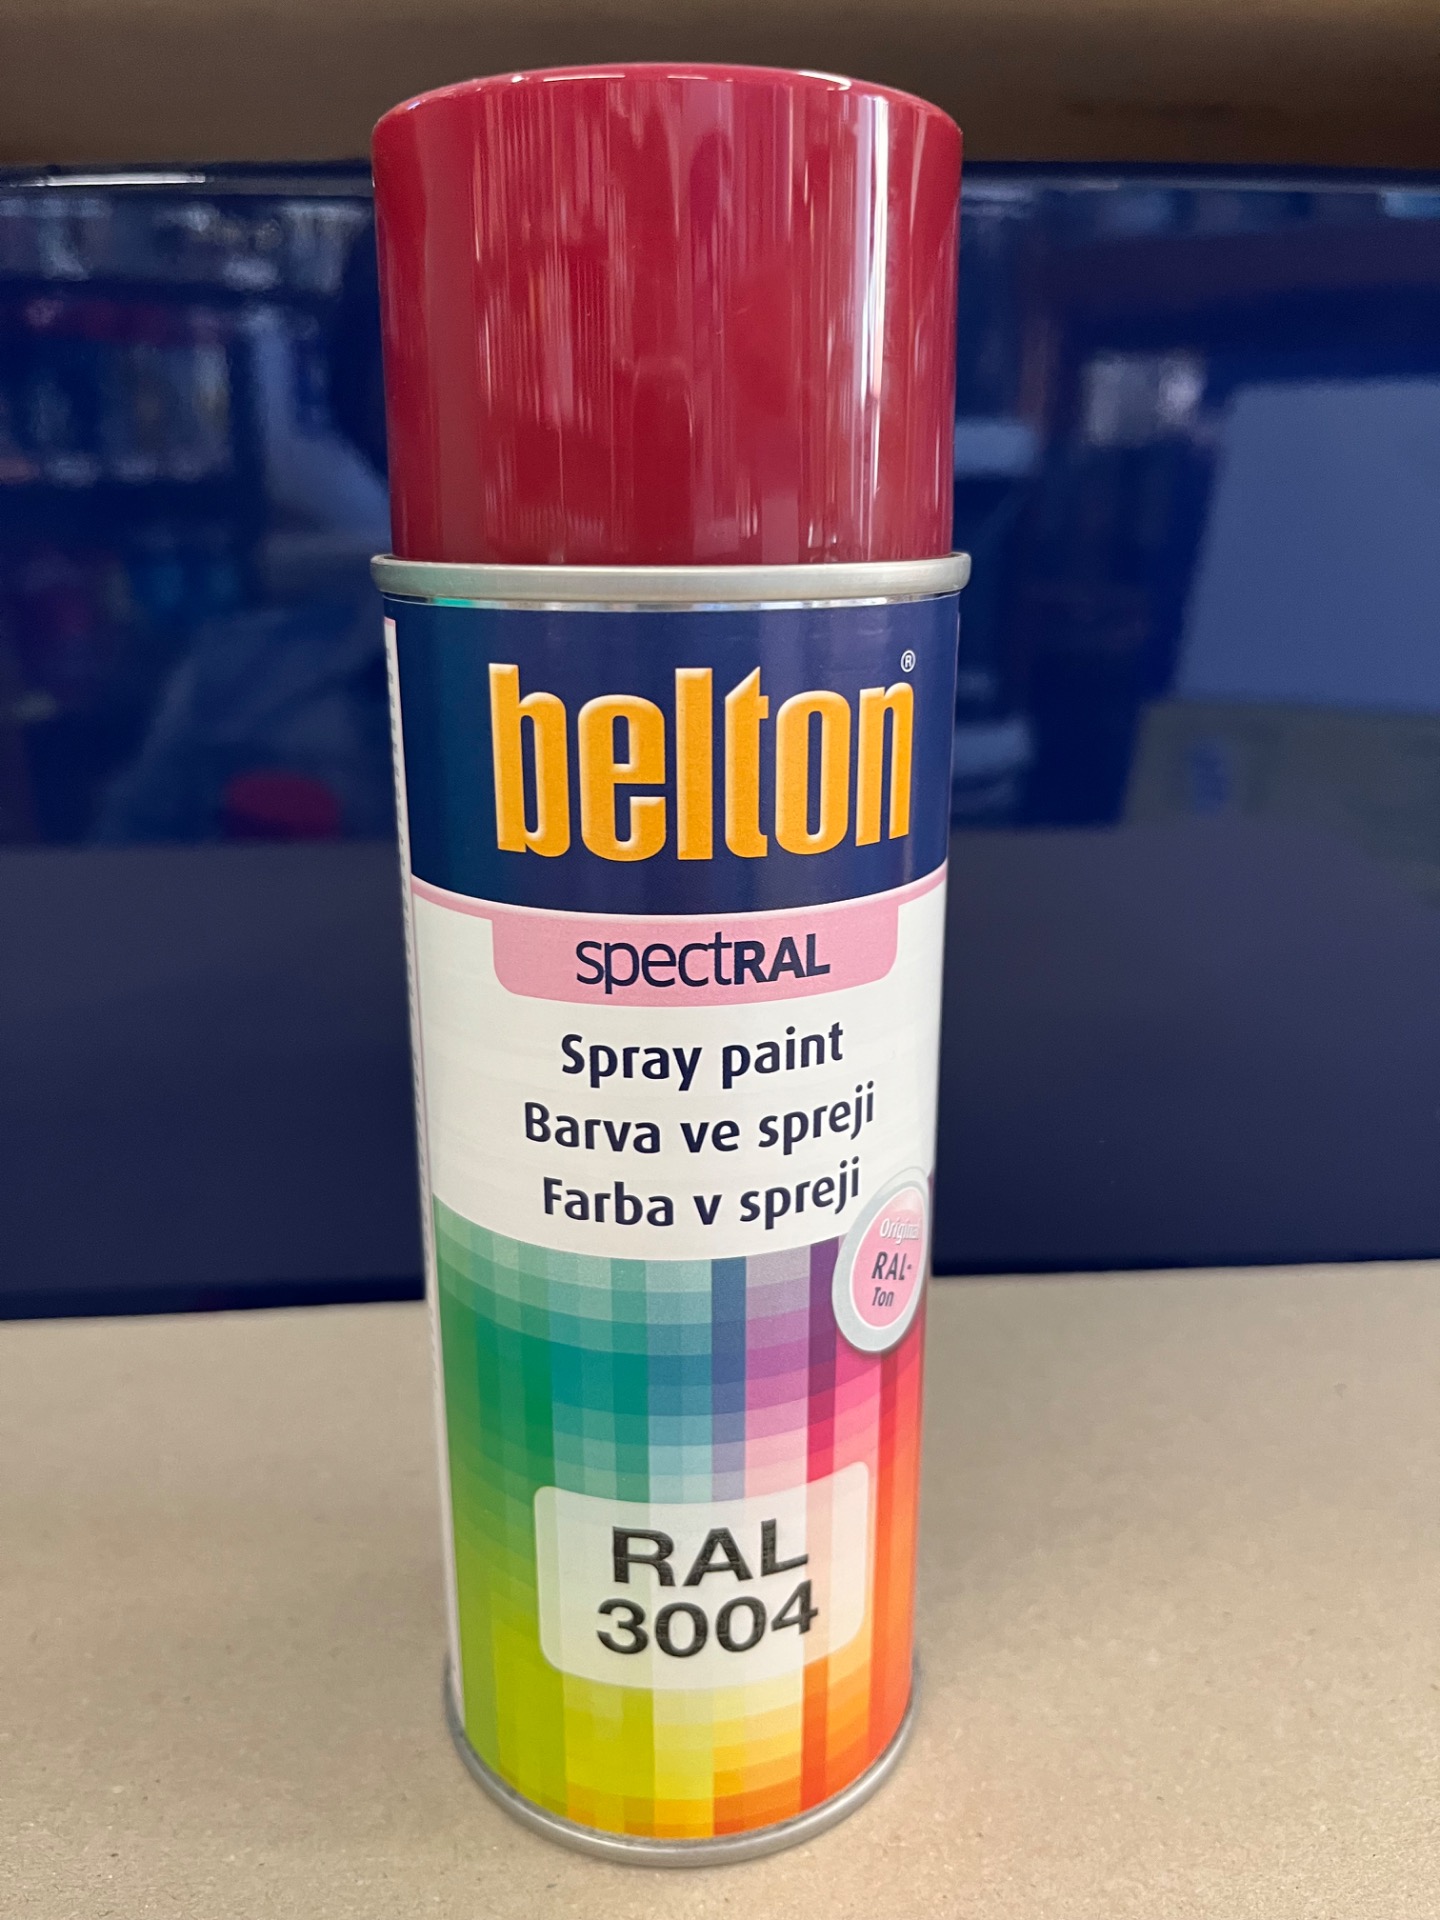 belton®
spectRAL
Spray paint
Barva ve spreji
Farba v spreji
Original
RAL-
Ton
RAL
3004